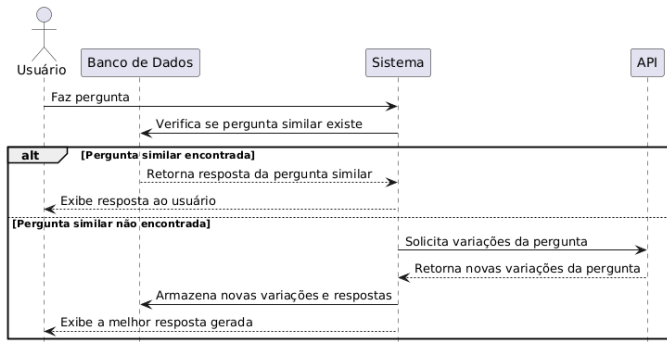 Usuário
Banco de Dados
Sistema
API
Faz pergunta
Verifica se pergunta similar existe
alt
[Pergunta similar encontrada]
Retorna resposta da pergunta similar
Exibe resposta ao usuário
[Pergunta similar não encontrada]
Solicita variações da pergunta
Retorna novas variações da pergunta
Armazena novas variações e respostas
Exibe a melhor resposta gerada